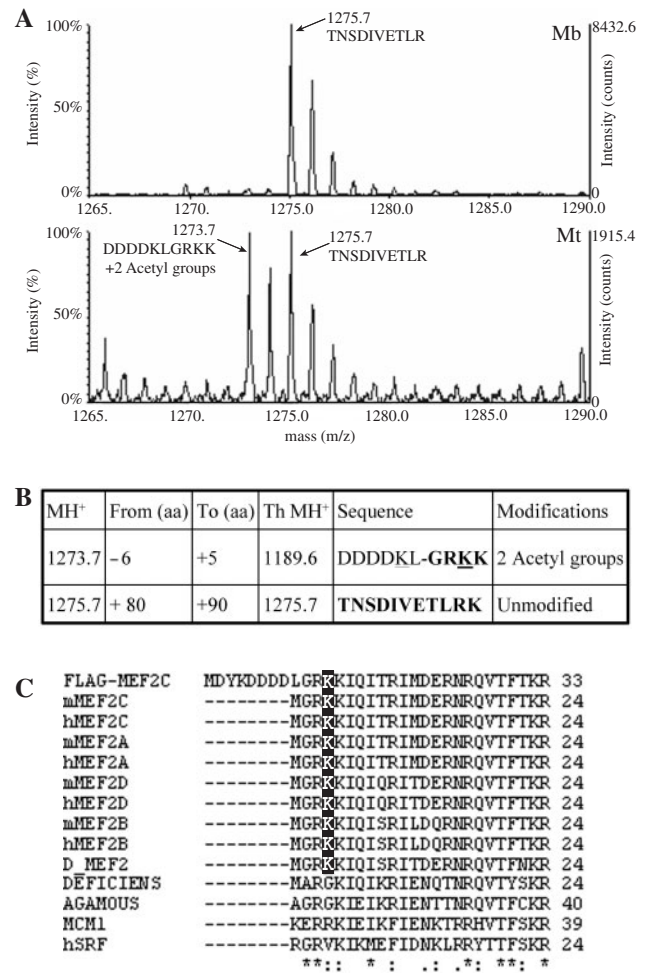 A
100%
50%
0%
Intensity (%)
1275.7
TNSDIVETLR
Mb
8432.6
Intensity (counts)
0
1265. 1270. 1275.0 1280.0 1285.0 1290.0
1273.7
DDDDKLGRKK
+2 Acetyl groups
1275.7
TNSDIVETLR
Mt
1915.4
100%
50%
0%
Intensity (%)
Intensity (counts)
0
1265. 1270. 1275.0 1280.0 1285.0 1290.0
mass (m/z)
B
MH+ From (aa) To (aa) Th MH+ Sequence Modifications
1273.7 –6 +5 1189.6 DDDDKL-GRKK 2 Acetyl groups
1275.7 + 80 +90 1275.7 TNSDIVETLRK Unmodified
C
FLAG-MEF2C MDYKDDDDLGRKKIQITRIMDERNRQVTFTKR 33
mMEF2C --------MGRKKIQITRIMDERNRQVTFTKR 24
hMEF2C --------MGRKKIQITRIMDERNRQVTFTKR 24
mMEF2A --------MGRKKIQITRIMDERNRQVTFTKR 24
hMEF2A --------MGRKKIQITRIMDERNRQVTFTKR 24
mMEF2D --------MGRKKIQIQRITDERNRQVTFTKR 24
hMEF2D --------MGRKKIQIQRITDERNRQVTFTKR 24
mMEF2B --------MGRKKIQISRILDQRNRQVTFTKR 24
hMEF2B --------MGRKKIQISRILDQRNRQVTFTKR 24
D_MEF2 --------MGRKKIQISRITDERNRQVTFNKR 24
DEFICIENS --------MARGKIQIKRIENQTNRQVTYSKR 24
AGAMOUS --------AGRGKIEIKRIENTTNRQVTFCKR 40
MCM1 --------KERRKIEIKFIENKTRRHVTFSKR 39
hSRF --------RGRVKIKMEFIDNKLRRYTTFSKR 24
**:: * : .: .*: ** *